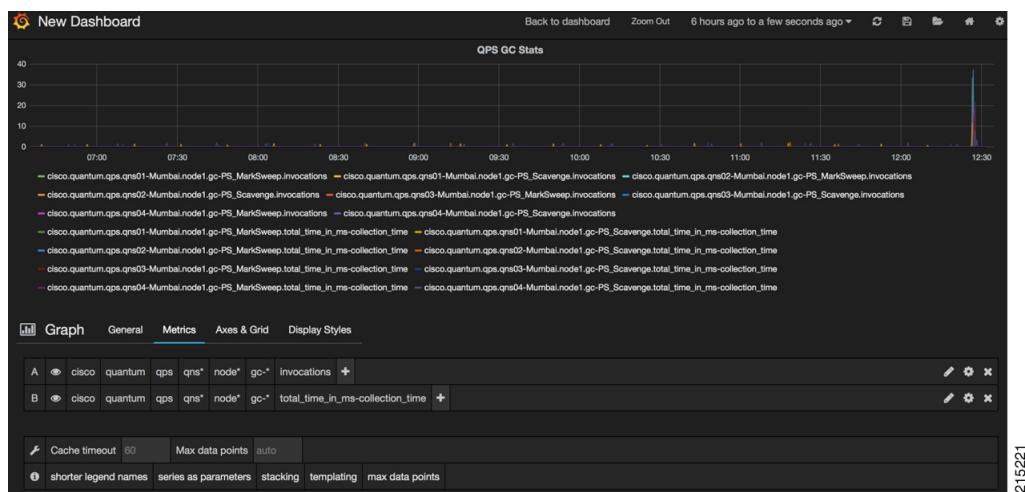 New Dashboard Back to dashboard Zoom Out 6 hours ago to a few seconds ago
QPS GC Stats
40
30
20
10
0
07:00 07:30 08:00 08:30 09:00 09:30 10:00 10:30 11:00 11:30 12:00 12:30
cisco.quantum.qps.qns01-Mumbai.node1.gc-PS_MarkSweep.invocations cisco.quantum.qps.qns01-Mumbai.node1.gc-PS_Scavenge.invocations cisco.quantum.qps.qns02-Mumbai.node1.gc-PS_MarkSweep.invocations
cisco.quantum.qps.qns02-Mumbai.node1.gc-PS_Scavenge.invocations cisco.quantum.qps.qns03-Mumbai.node1.gc-PS_MarkSweep.invocations cisco.quantum.qps.qns03-Mumbai.node1.gc-PS_Scavenge.invocations
cisco.quantum.qps.qns04-Mumbai.node1.gc-PS_MarkSweep.invocations cisco.quantum.qps.qns04-Mumbai.node1.gc-PS_Scavenge.invocations
cisco.quantum.qps.qns01-Mumbai.node1.gc-PS_MarkSweep.total_time_in_ms-collection_time cisco.quantum.qps.qns01-Mumbai.node1.gc-PS_Scavenge.total_time_in_ms-collection_time
cisco.quantum.qps.qns02-Mumbai.node1.gc-PS_MarkSweep.total_time_in_ms-collection_time cisco.quantum.qps.qns02-Mumbai.node1.gc-PS_Scavenge.total_time_in_ms-collection_time
cisco.quantum.qps.qns03-Mumbai.node1.gc-PS_MarkSweep.total_time_in_ms-collection_time cisco.quantum.qps.qns03-Mumbai.node1.gc-PS_Scavenge.total_time_in_ms-collection_time
cisco.quantum.qps.qns04-Mumbai.node1.gc-PS_MarkSweep.total_time_in_ms-collection_time cisco.quantum.qps.qns04-Mumbai.node1.gc-PS_Scavenge.total_time_in_ms-collection_time
Graph General Metrics Axes & Grid Display Styles
A cisco quantum qps qns* node* gc-* invocations +
B cisco quantum qps qns* node* gc-* total_time_in_ms-collection_time +
Cache timeout 60 Max data points auto
shorter legend names series as parameters stacking templating max data points
215221